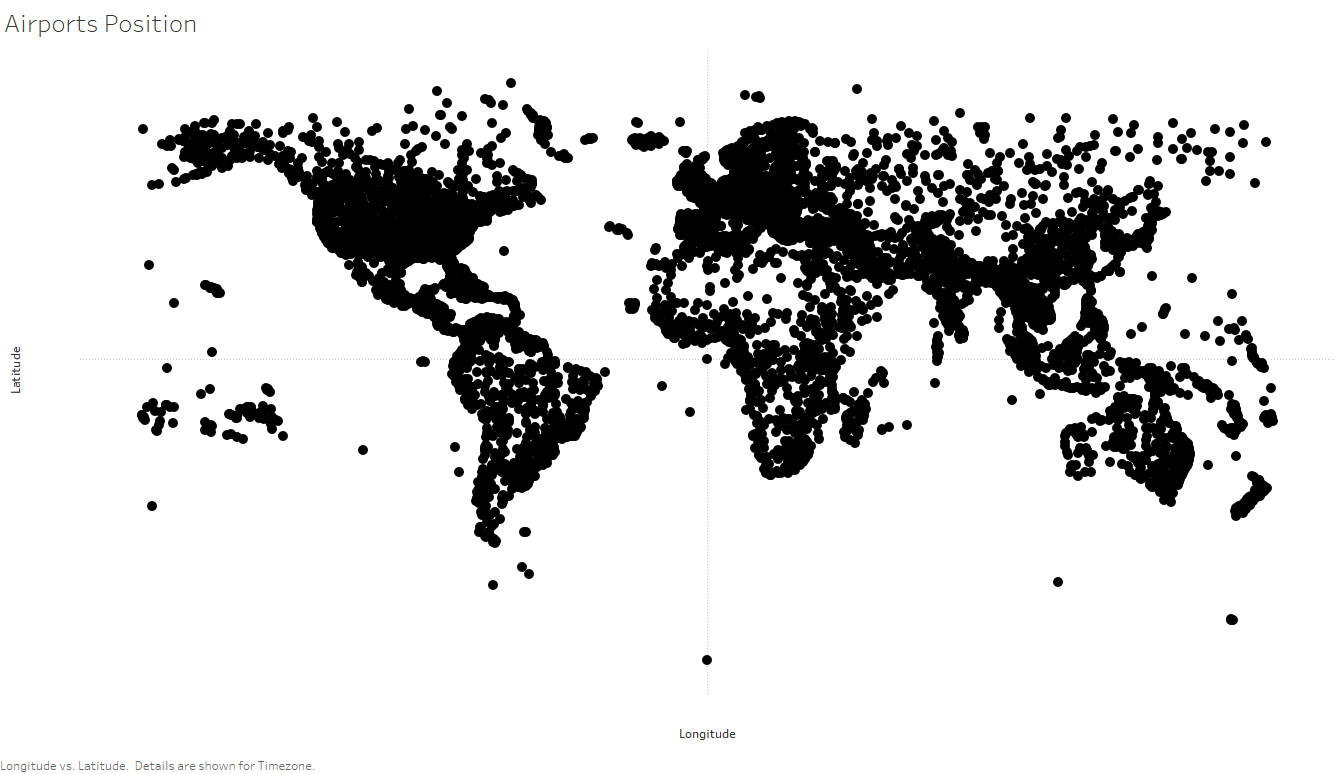 Airports Position
Latitude
Longitude
Longitude vs. Latitude. Details are shown for Timezone.